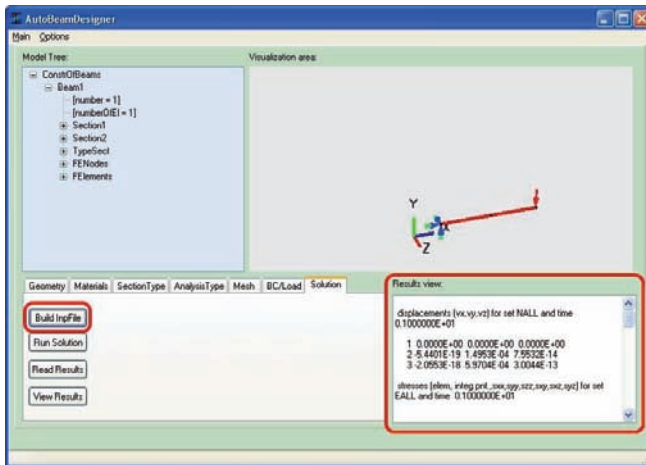 AutoBeamDesigner
Main Options
Model Tree:
Visualization area:
ConstrOfBeams
Beam1
[number = 1]
[numberOfEl = 1]
Section1
Section2
TypeSect
FENodes
FElements
Y
X
Z
Geometry Materials SectionType AnalysisType Mesh BC/Load Solution
Build InpFile
Run Solution
Read Results
View Results
Results view:
displacements (vx,vy,vz) for set NALL and time
0.1000000E+01
1 0.0000E+00 0.0000E+00 0.0000E+00
2 -5.4401E-19 1.4953E-04 7.5532E-14
3 -2.0553E-18 5.9704E-04 3.0044E-13
stresses (elem, integ.pnt.,sxx,syy,szz,sxy,sxz,syz) for set
EALL and time 0.1000000E+01